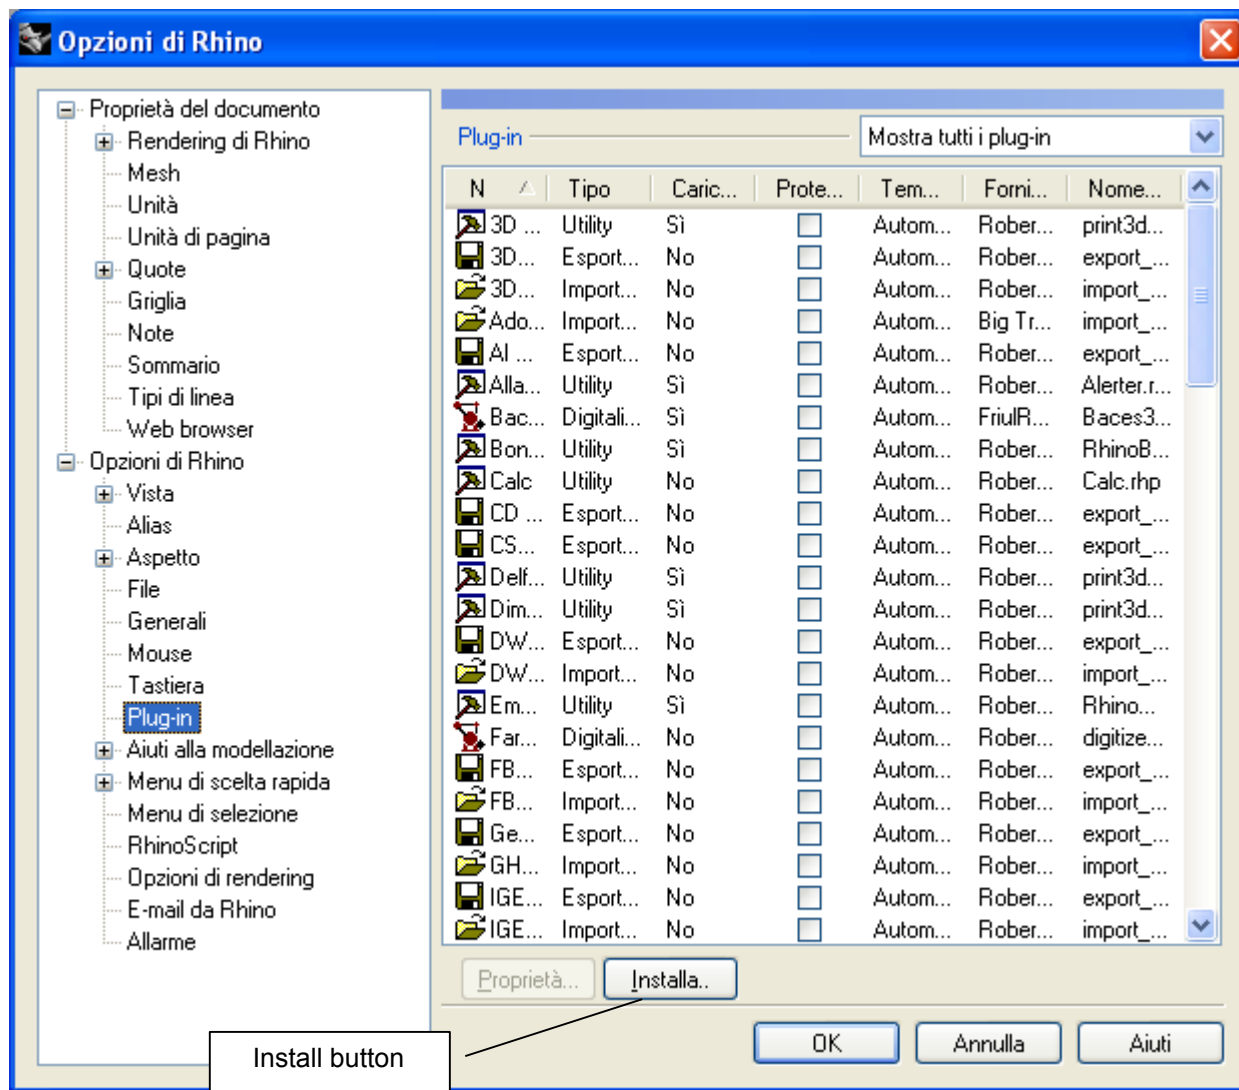 Opzioni di Rhino
Proprietà del documento
Rendering di Rhino
Mesh
Unità
Unità di pagina
Quote
Griglia
Note
Sommario
Tipi di linea
Web browser
Opzioni di Rhino
Vista
Alias
Aspetto
File
Generali
Mouse
Tastiera
Plug-in
Aiuti alla modellazione
Menu di scelta rapida
Menu di selezione
RhinoScript
Opzioni di rendering
E-mail da Rhino
Allarme
Plug-in Mostra tutti i plug-in
N Tipo Caric... Prote... Tem... Forni... Nome...
3D ... Utility Sì Autom... Rober... print3d...
3D... Esport... No Autom... Rober... export_...
3D... Import... No Autom... Rober... import_...
Ado... Import... No Autom... Big Tr... import_...
AI ... Esport... No Autom... Rober... export_...
Alla... Utility Sì Autom... Rober... Alerter.r...
Bac... Digitali... Sì Autom... FriulR... Baces3...
Bon... Utility Sì Autom... Rober... RhinoB...
Calc Utility No Autom... Rober... Calc.rhp
CD ... Esport... No Autom... Rober... export_...
CS... Esport... No Autom... Rober... export_...
Delf... Utility Sì Autom... Rober... print3d...
Dim... Utility Sì Autom... Rober... print3d...
DW... Esport... No Autom... Rober... export_...
DW... Import... No Autom... Rober... import_...
Em... Utility Sì Autom... Rober... Rhino...
Far... Digitali... No Autom... Rober... digitize...
FB... Esport... No Autom... Rober... export_...
FB... Import... No Autom... Rober... import_...
Ge... Esport... No Autom... Rober... export_...
GH... Import... No Autom... Rober... import_...
IGE... Esport... No Autom... Rober... export_...
IGE... Import... No Autom... Rober... import_...
Proprietà... Installa..
Install button
OK Annulla Aiuti